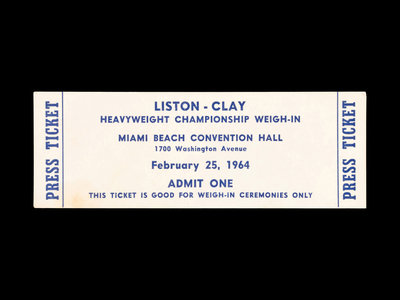 PRESS TICKET
LISTON - CLAY
HEAVYWEIGHT CHAMPIONSHIP WEIGH-IN
MIAMI BEACH CONVENTION HALL
1700 Washington Avenue
February 25, 1964
ADMIT ONE
THIS TICKET IS GOOD FOR WEIGH-IN CEREMONIES ONLY
PRESS TICKET